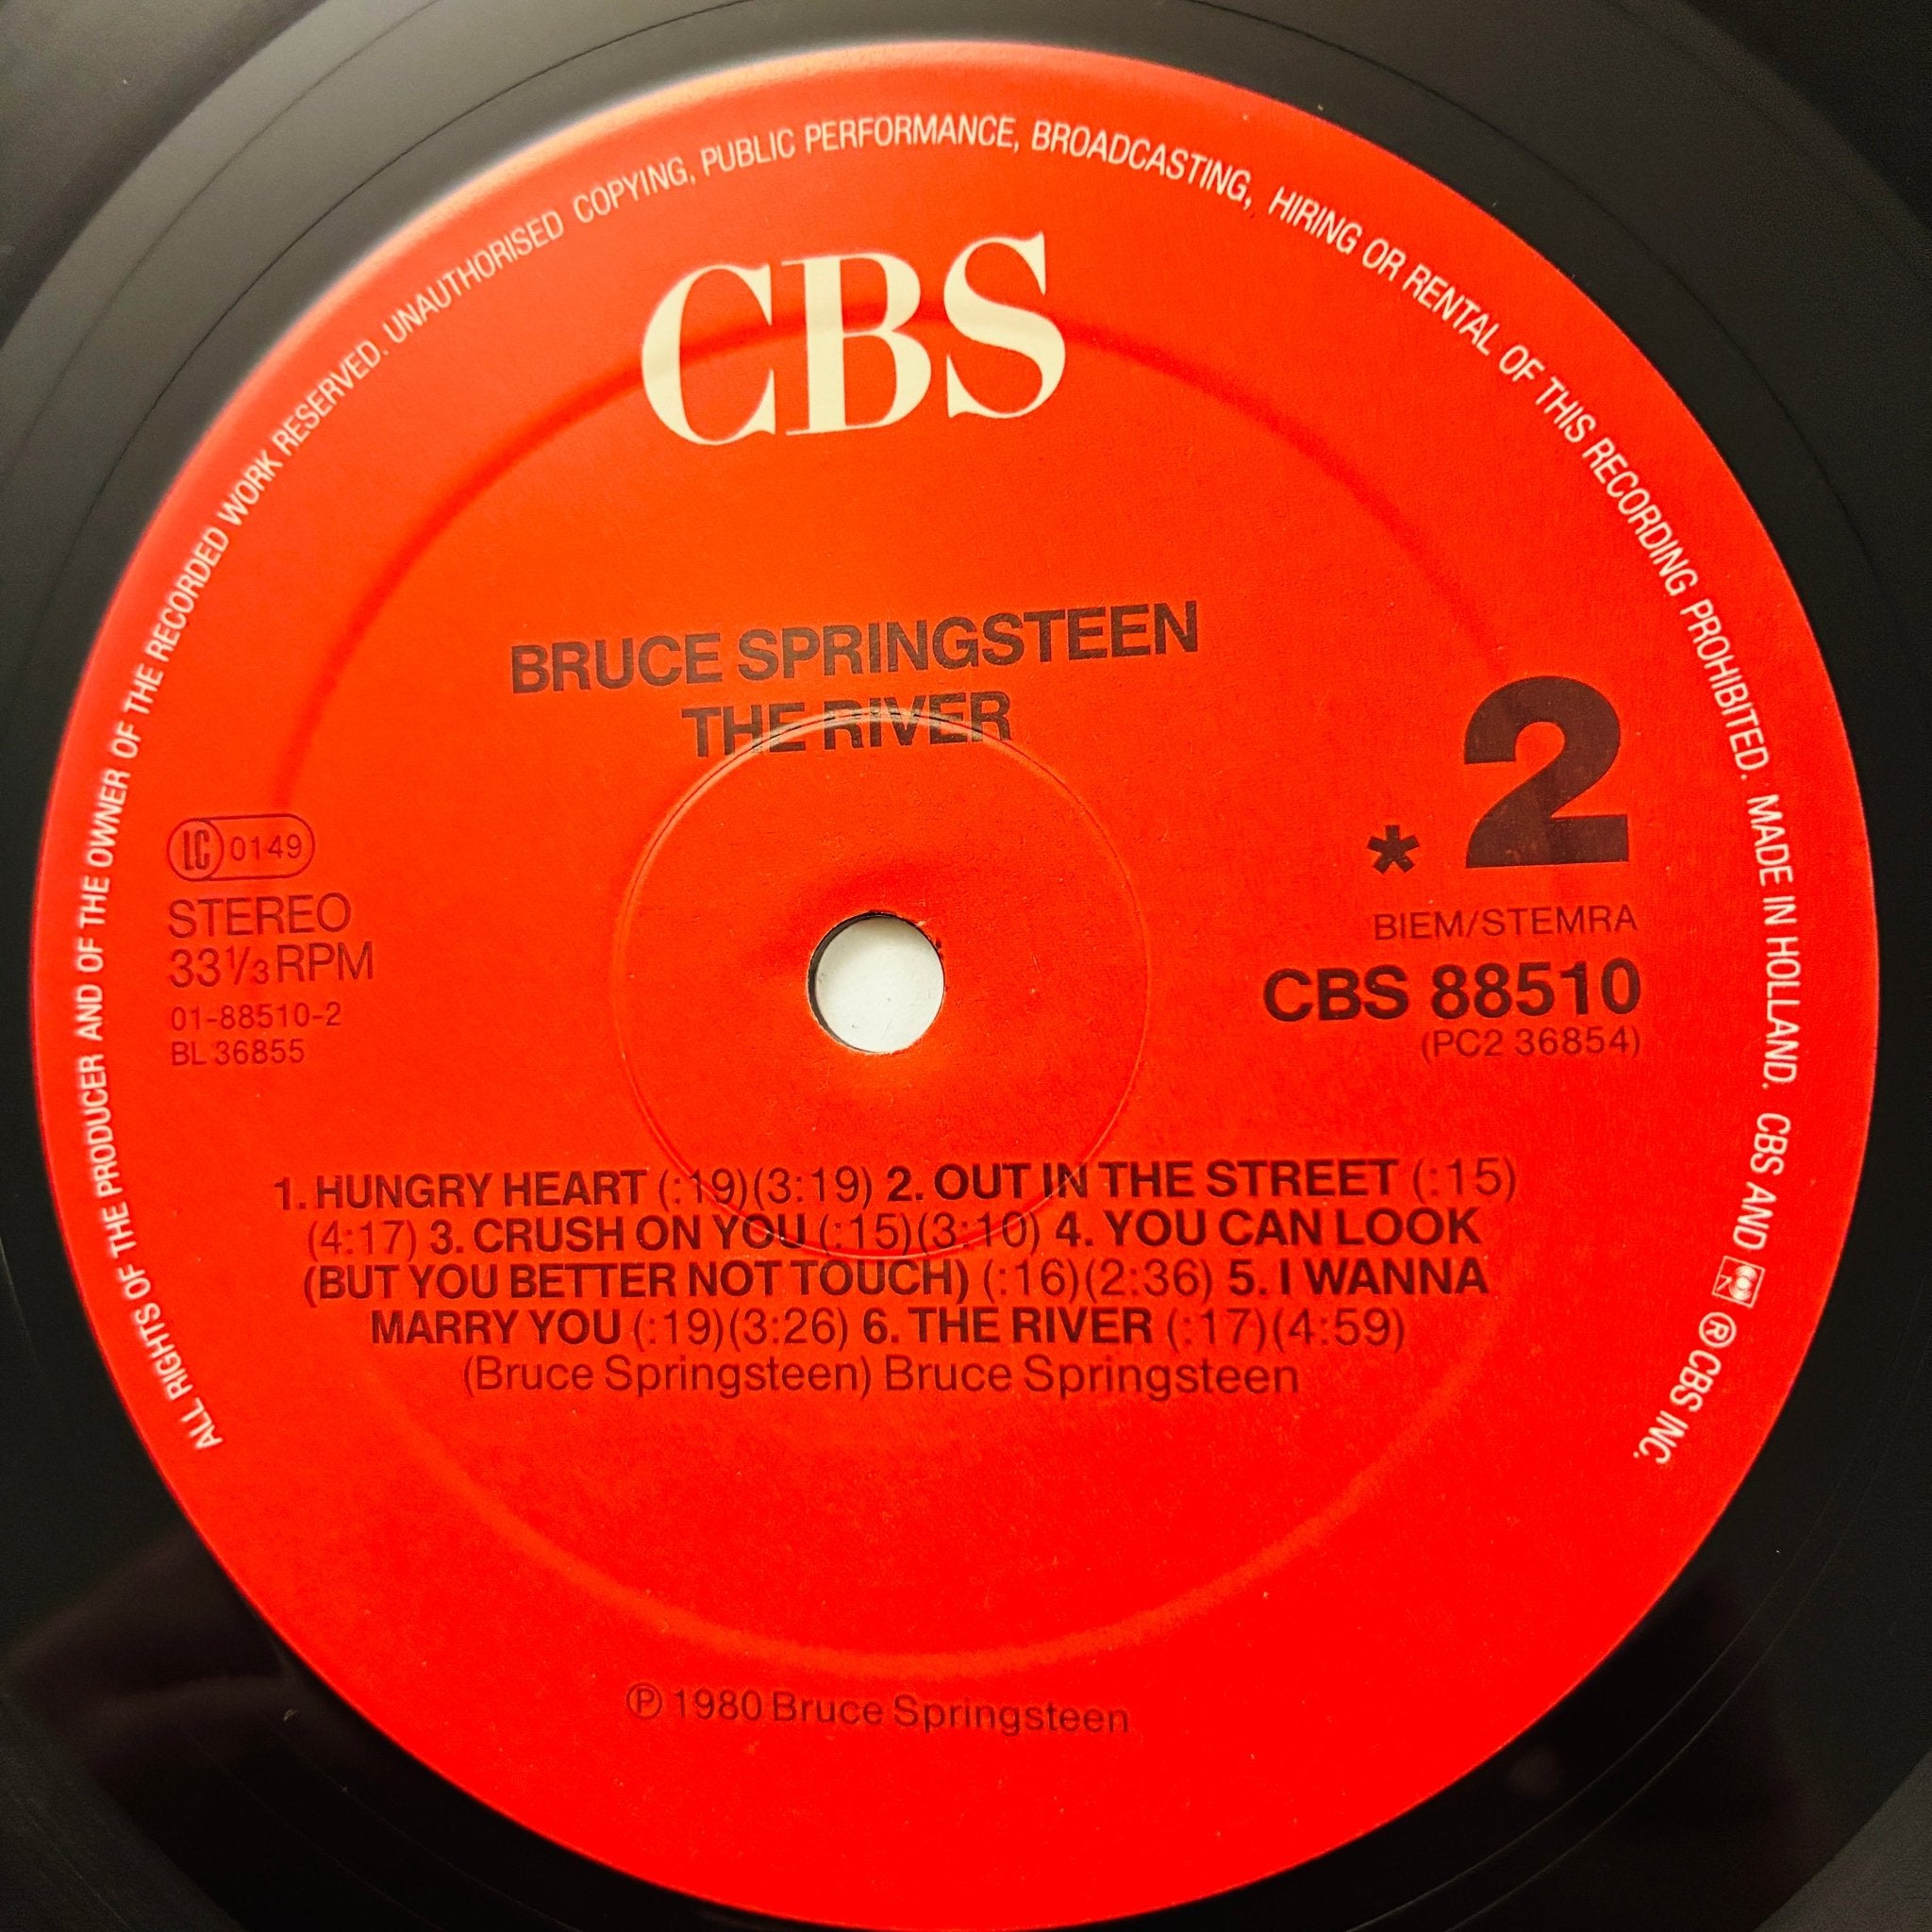 ALL RIGHTS OF THE PRODUCER AND OF THE OWNER OF THE RECORDED WORK RESERVED. UNAUTHORISED COPYING, PUBLIC PERFORMANCE, BROADCASTING, HIRING OR RENTAL OF THIS RECORDING PROHIBITED. MADE IN HOLLAND. CBS AND ® CBS INC.
CBS
BRUCE SPRINGSTEEN
THE RIVER
LC 0149
STEREO
33⅓ RPM
01-88510-2
BL 36855
* 2
BIEM/STEMRA
CBS 88510
(PC2 36854)
1. HUNGRY HEART (:19)(3:19) 2. OUT IN THE STREET (:15)
(4:17) 3. CRUSH ON YOU (:15)(3:10) 4. YOU CAN LOOK
(BUT YOU BETTER NOT TOUCH) (:16)(2:36) 5. I WANNA
MARRY YOU (:19)(3:26) 6. THE RIVER (:17)(4:59)
(Bruce Springsteen) Bruce Springsteen
℗ 1980 Bruce Springsteen